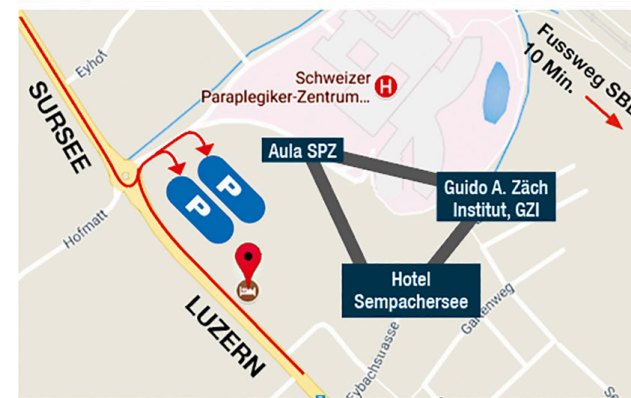 Eyhof
SURSEE
Hofmatt
Schweizer
Paraplegiker-Zentrum...
H
Fussweg SBB
10 Min.
Aula SPZ
Guido A. Zäch
Institut, GZI
P
P
Hotel
Sempachersee
LUZERN
Eybachstrasse
Gartenweg